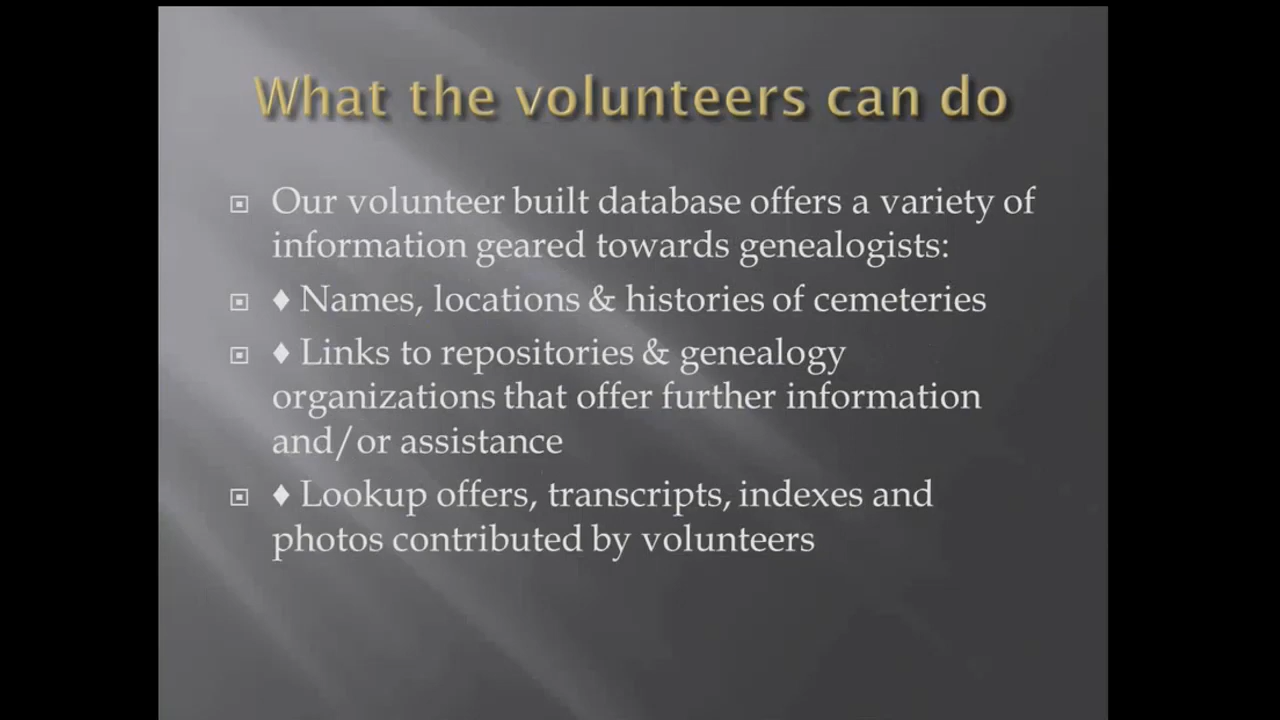 What the volunteers can do
Our volunteer built database offers a variety of
information geared towards genealogists:
♦ Names, locations & histories of cemeteries
♦ Links to repositories & genealogy
organizations that offer further information
and/or assistance
♦ Lookup offers, transcripts, indexes and
photos contributed by volunteers